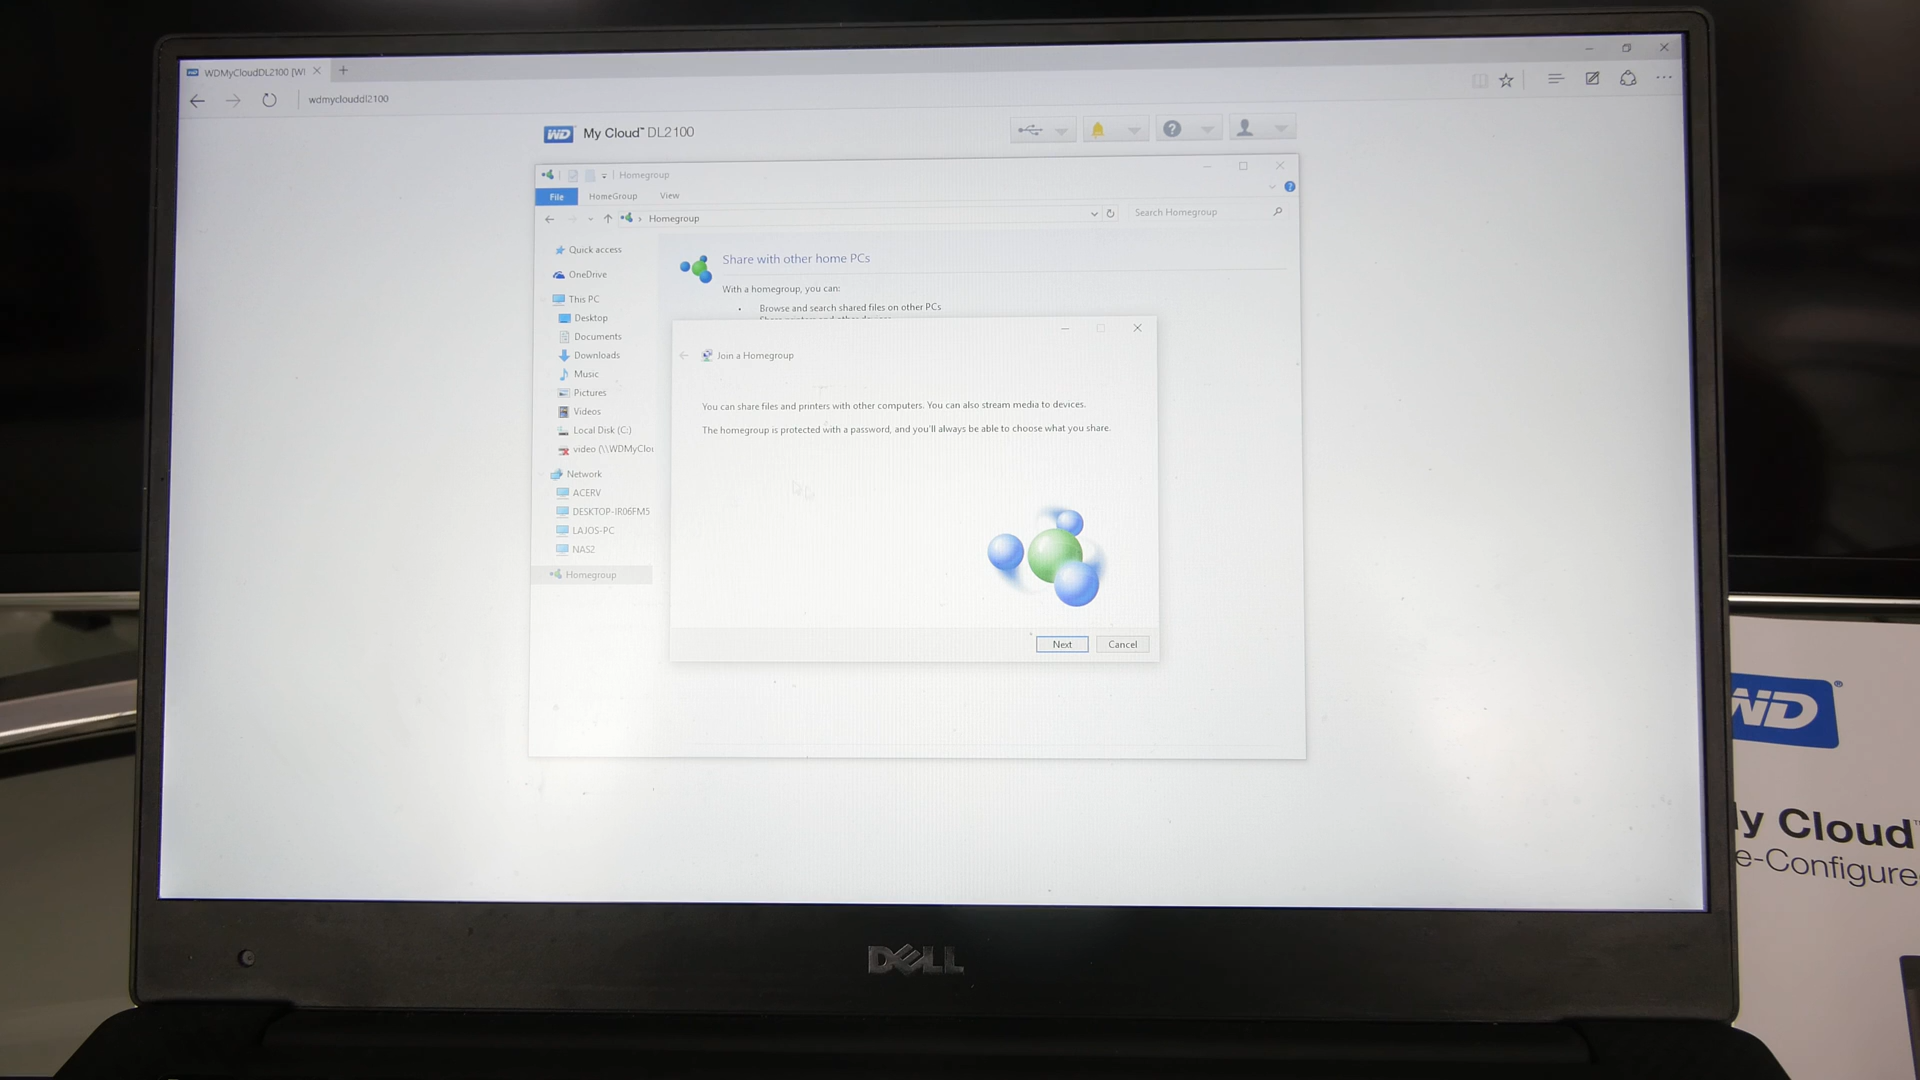 WDMyCloudDL2100 (W
wdmyclouddl2100
WD My Cloud™ DL2100
Homegroup
File HomeGroup View
Homegroup
Search Homegroup
Quick access
OneDrive
This PC
Desktop
Documents
Downloads
Music
Pictures
Videos
Local Disk (C:)
video (\\WDMyClou
Network
ACERV
DESKTOP-IR06FM5
LAJOS-PC
NAS2
Homegroup
Share with other home PCs
With a homegroup, you can:
• Browse and search shared files on other PCs
Join a Homegroup
You can share files and printers with other computers. You can also stream media to devices.
The homegroup is protected with a password, and you'll always be able to choose what you share.
Next Cancel
DELL
WD®
y Cloud™
e-Configure